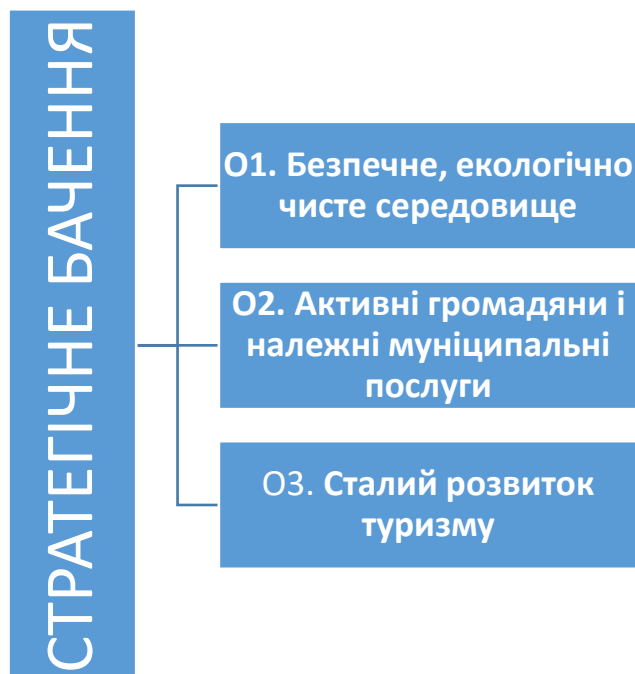 СТРАТЕГІЧНЕ БАЧЕННЯ
О1. Безпечне, екологічно
чисте середовище
О2. Активні громадяни і
належні муніципальні
послуги
О3. Сталий розвиток
туризму